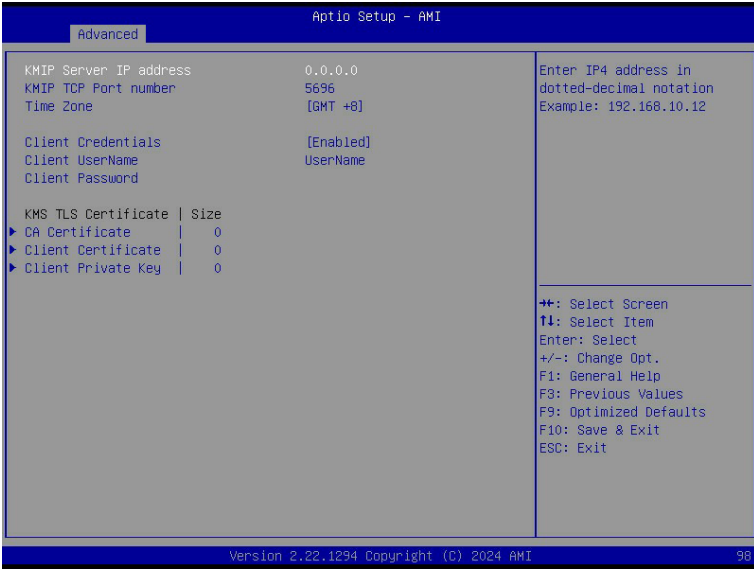 Aptio Setup – AMI
Advanced
KMIP Server IP address 0.0.0.0
KMIP TCP Port number 5696
Time Zone [GMT +8]
Client Credentials [Enabled]
Client UserName UserName
Client Password
KMS TLS Certificate | Size
▶ CA Certificate | 0
▶ Client Certificate | 0
▶ Client Private Key | 0
Enter IP4 address in
dotted-decimal notation
Example: 192.168.10.12
→←: Select Screen
↑↓: Select Item
Enter: Select
+/-: Change Opt.
F1: General Help
F3: Previous Values
F9: Optimized Defaults
F10: Save & Exit
ESC: Exit
Version 2.22.1294 Copyright (C) 2024 AMI
98